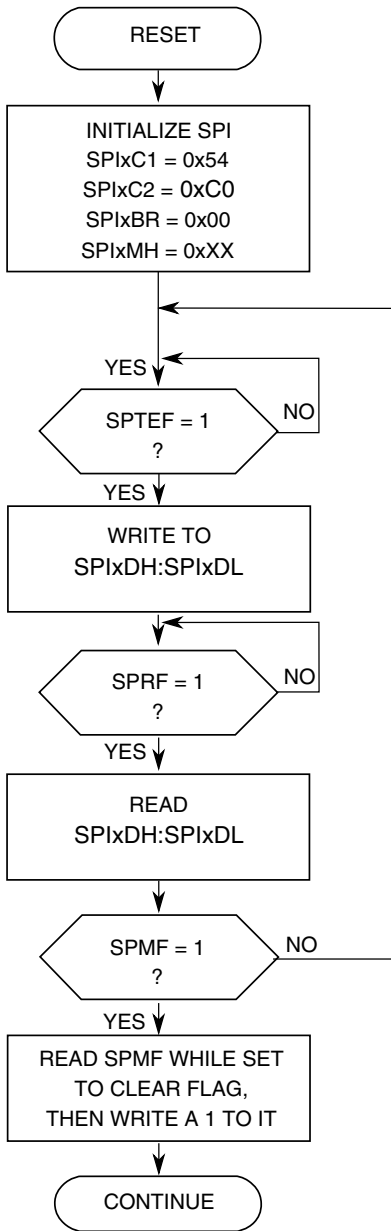 RESET
INITIALIZE SPI
SPIxC1 = 0x54
SPIxC2 = 0xC0
SPIxBR = 0x00
SPIxMH = 0xXX
YES
SPTEF = 1
?
NO
YES
WRITE TO
SPIxDH:SPIxDL
SPRF = 1
?
NO
YES
READ
SPIxDH:SPIxDL
SPMF = 1
?
NO
YES
READ SPMF WHILE SET
TO CLEAR FLAG,
THEN WRITE A 1 TO IT
CONTINUE